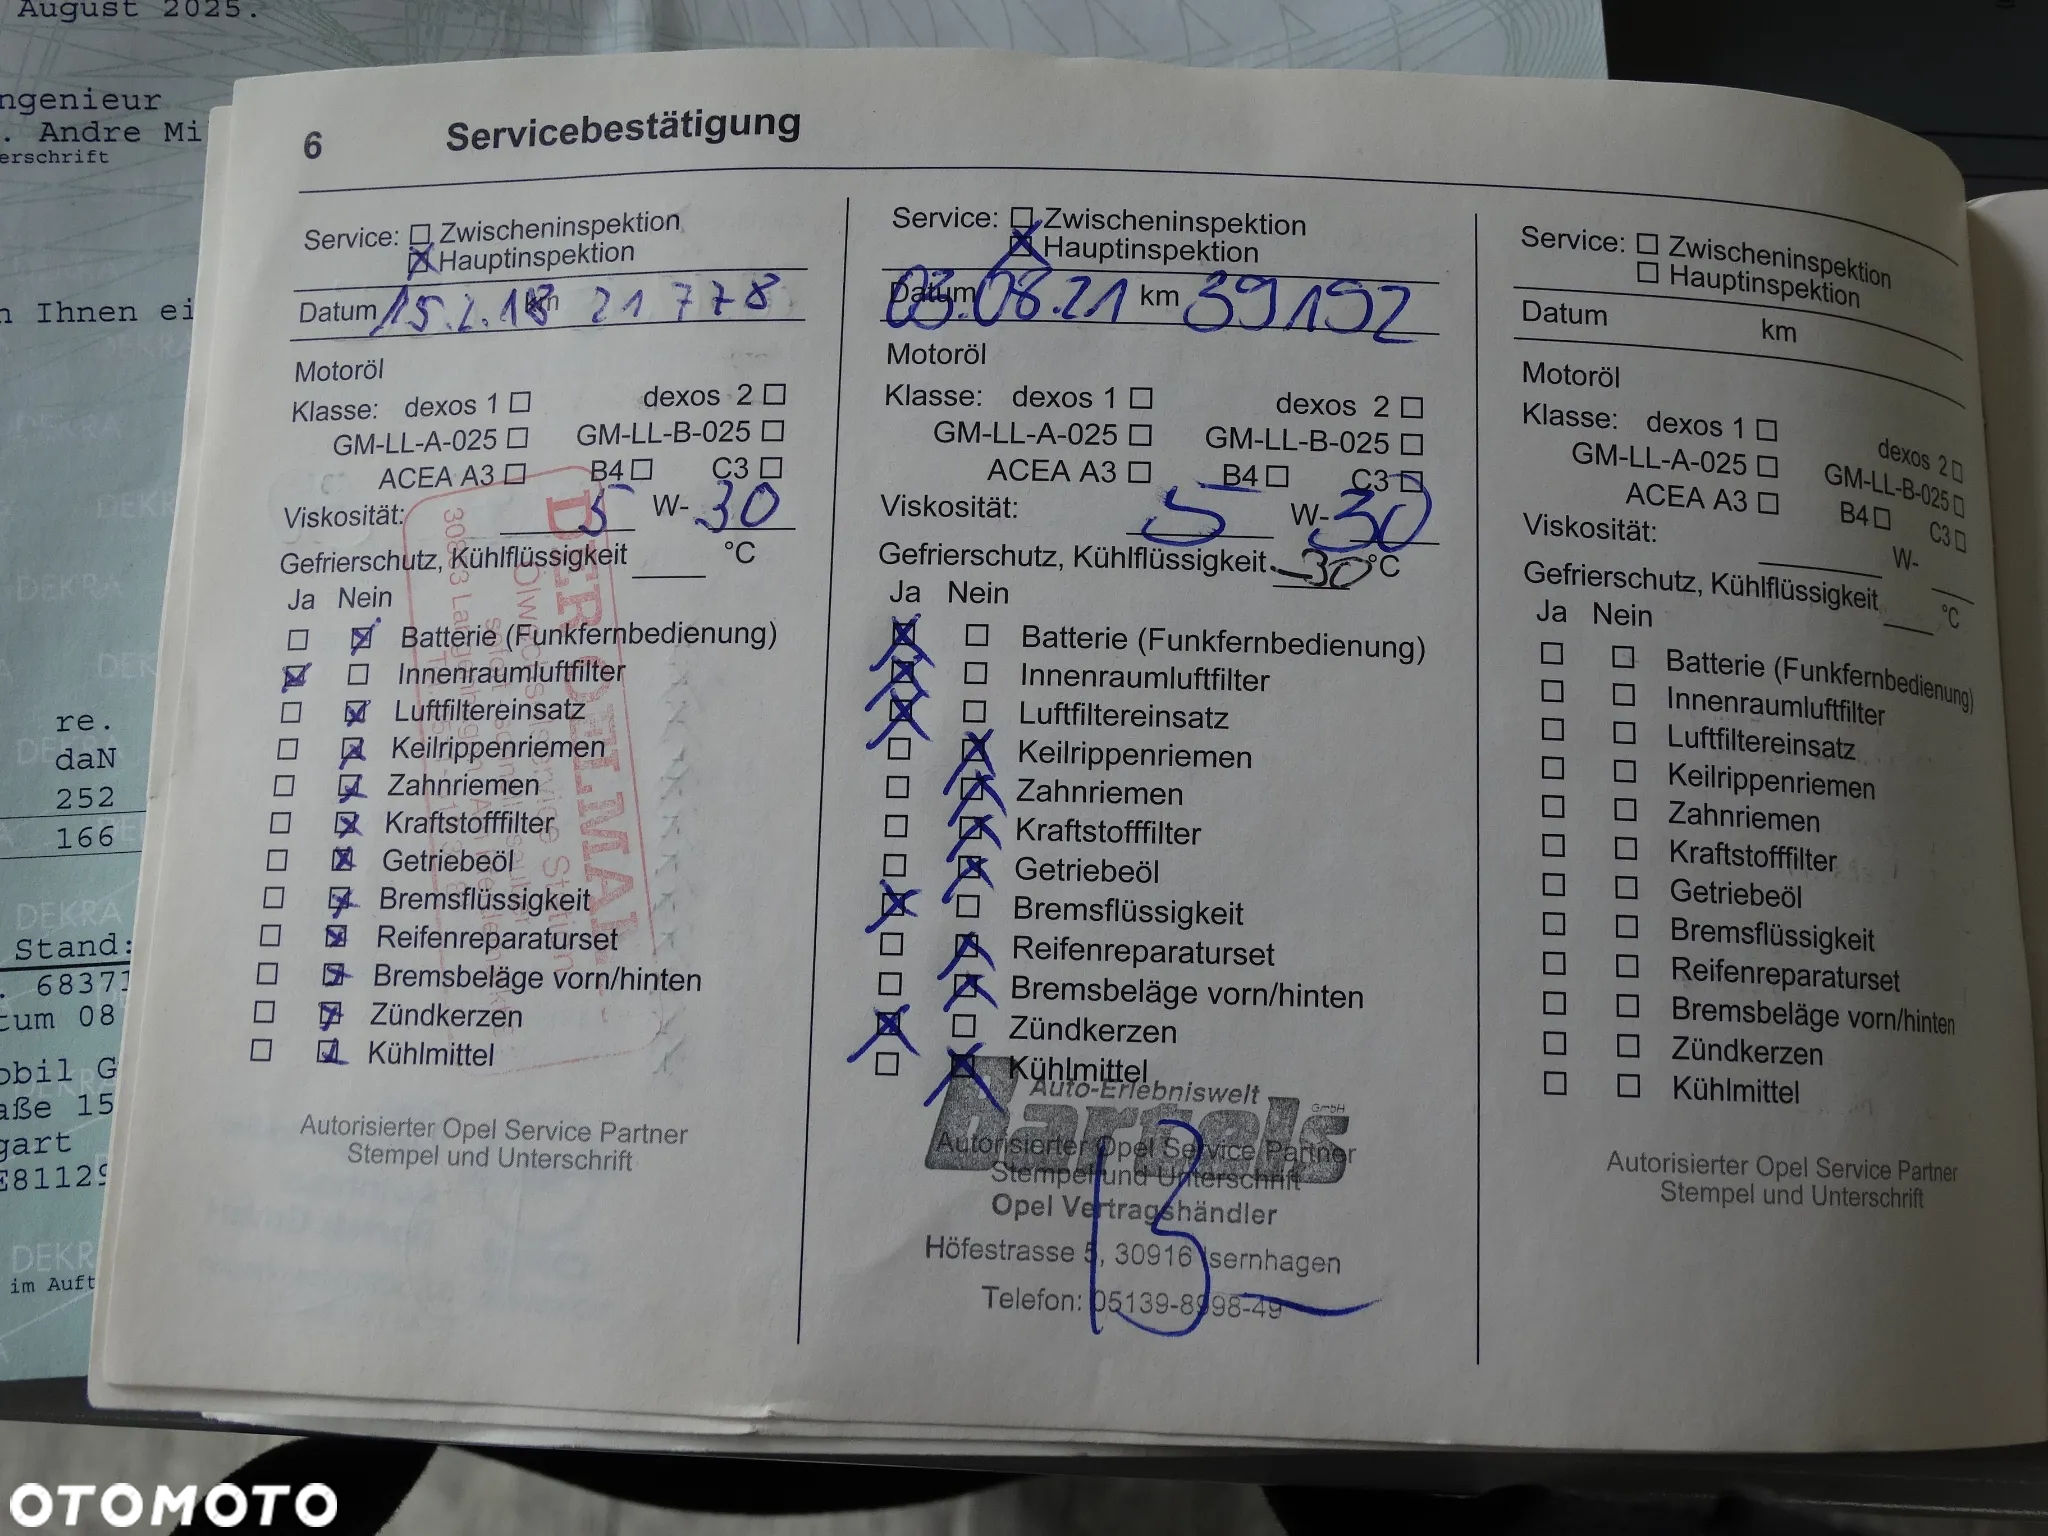 August 2025.
ngenieur
. Andre Mi
erschrift
n Ihnen ei
re.
daN
252
166
Stand:
. 68371
tum 08
obil G
aße 15
gart
E81129
im Auft
6 Servicebestätigung
Service: Zwischeninspektion
Hauptinspektion
Datum 15.2.18 km 21 778
Motoröl
Klasse: dexos 1 dexos 2
GM-LL-A-025 GM-LL-B-025
ACEA A3 B4 C3
Viskosität: 5 W-30
Gefrierschutz, Kühlflüssigkeit °C
Ja Nein
Batterie (Funkfernbedienung)
Innenraumluftfilter
Luftfiltereinsatz
Keilrippenriemen
Zahnriemen
Kraftstofffilter
Getriebeöl
Bremsflüssigkeit
Reifenreparaturset
Bremsbeläge vorn/hinten
Zündkerzen
Kühlmittel
DER OELMAX
Autorisierter Opel Service Partner
Stempel und Unterschrift
Service: Zwischeninspektion
Hauptinspektion
Datum 03.08.21 km 39192
Motoröl
Klasse: dexos 1 dexos 2
GM-LL-A-025 GM-LL-B-025
ACEA A3 B4 C3
Viskosität: 5 W-30
Gefrierschutz, Kühlflüssigkeit -30 °C
Ja Nein
Batterie (Funkfernbedienung)
Innenraumluftfilter
Luftfiltereinsatz
Keilrippenriemen
Zahnriemen
Kraftstofffilter
Getriebeöl
Bremsflüssigkeit
Reifenreparaturset
Bremsbeläge vorn/hinten
Zündkerzen
Kühlmittel
Auto-Erlebniswelt
Bartels GmbH
Autorisierter Opel Service Partner
Stempel und Unterschrift
Opel Vertragshändler
Höfestrasse 5, 30916 Isernhagen
Telefon: 05139-8998-49
Service: Zwischeninspektion
Hauptinspektion
Datum km
Motoröl
Klasse: dexos 1 dexos 2
GM-LL-A-025 GM-LL-B-025
ACEA A3 B4 C3
Viskosität: W-
Gefrierschutz, Kühlflüssigkeit °C
Ja Nein
Batterie (Funkfernbedienung)
Innenraumluftfilter
Luftfiltereinsatz
Keilrippenriemen
Zahnriemen
Kraftstofffilter
Getriebeöl
Bremsflüssigkeit
Reifenreparaturset
Bremsbeläge vorn/hinten
Zündkerzen
Kühlmittel
Autorisierter Opel Service Partner
Stempel und Unterschrift
OTOMOTO